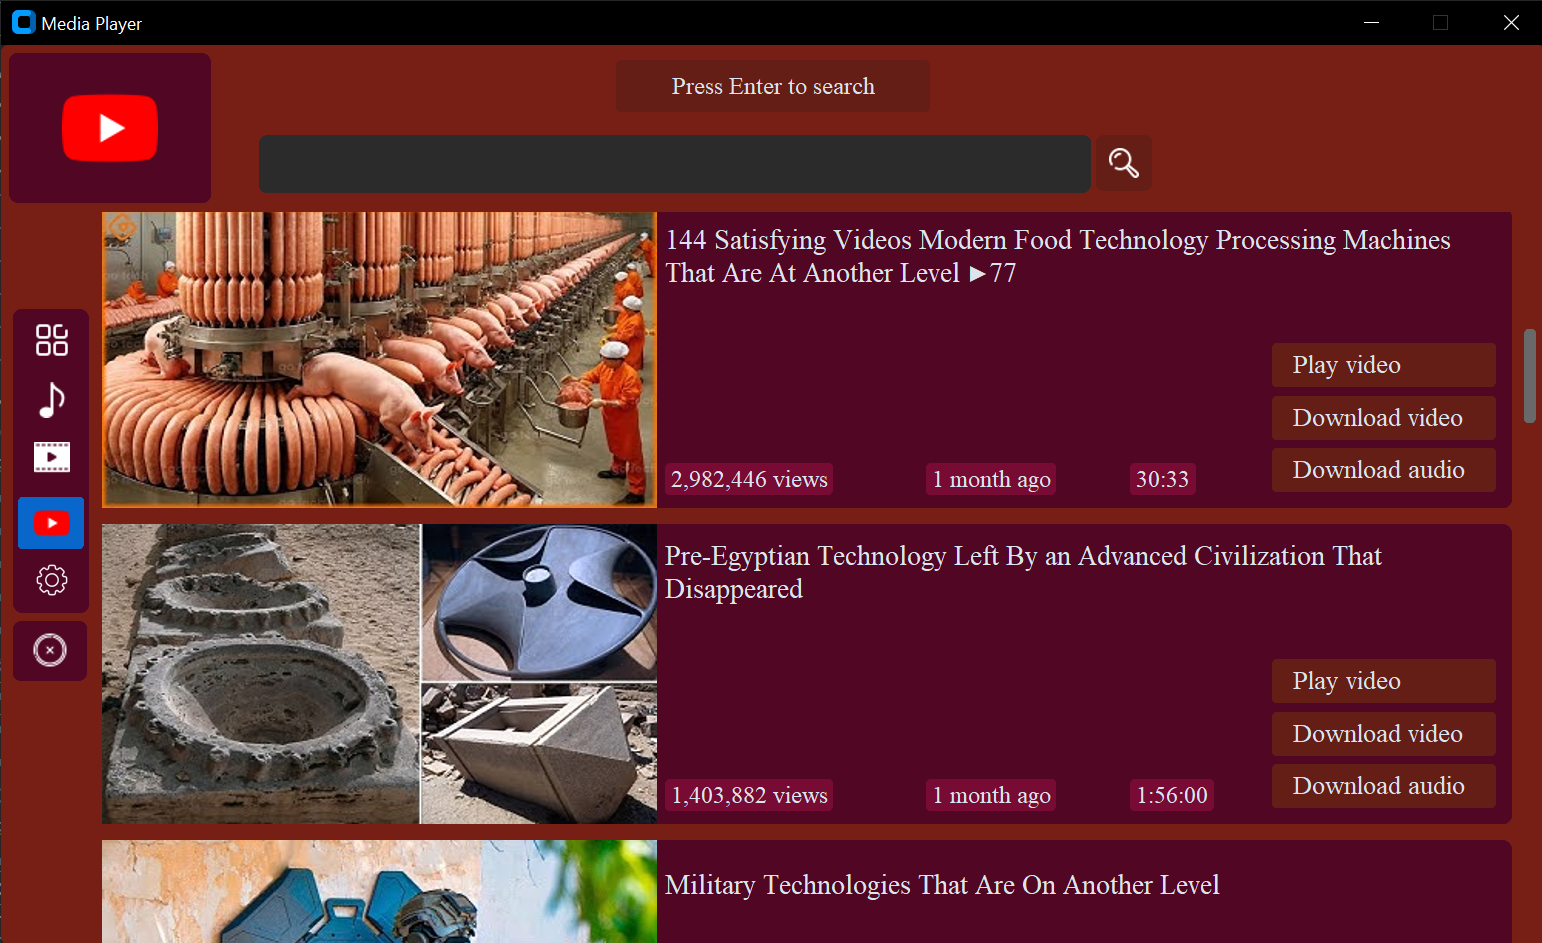 Media Player
Press Enter to search
144 Satisfying Videos Modern Food Technology Processing Machines
That Are At Another Level ►77
Play video
Download video
Download audio
2,982,446 views
1 month ago
30:33
Pre-Egyptian Technology Left By an Advanced Civilization That
Disappeared
Play video
Download video
Download audio
1,403,882 views
1 month ago
1:56:00
Military Technologies That Are On Another Level